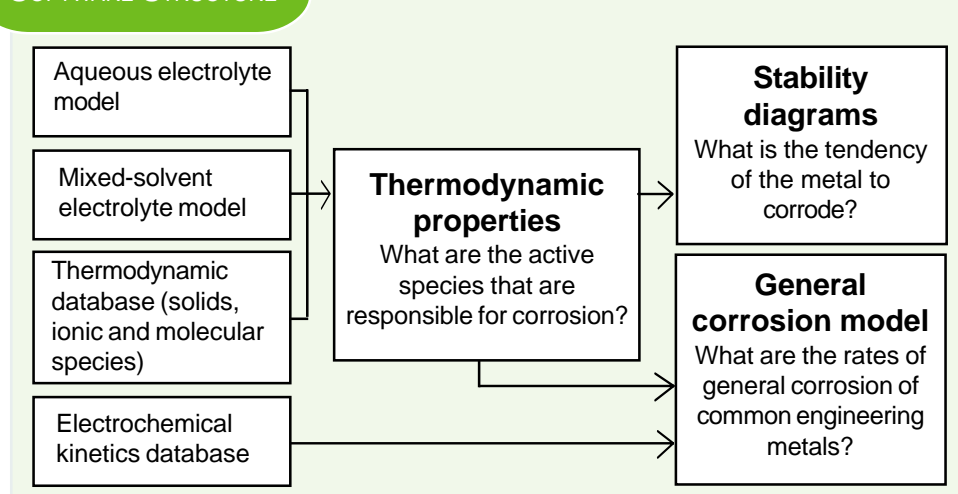 SOFTWARE STRUCTURE
Aqueous electrolyte
model
Mixed-solvent
electrolyte model
Thermodynamic
database (solids,
ionic and molecular
species)
Electrochemical
kinetics database
Thermodynamic
properties
What are the active
species that are
responsible for corrosion?
Stability
diagrams
What is the tendency
of the metal to
corrode?
General
corrosion model
What are the rates of
general corrosion of
common engineering
metals?